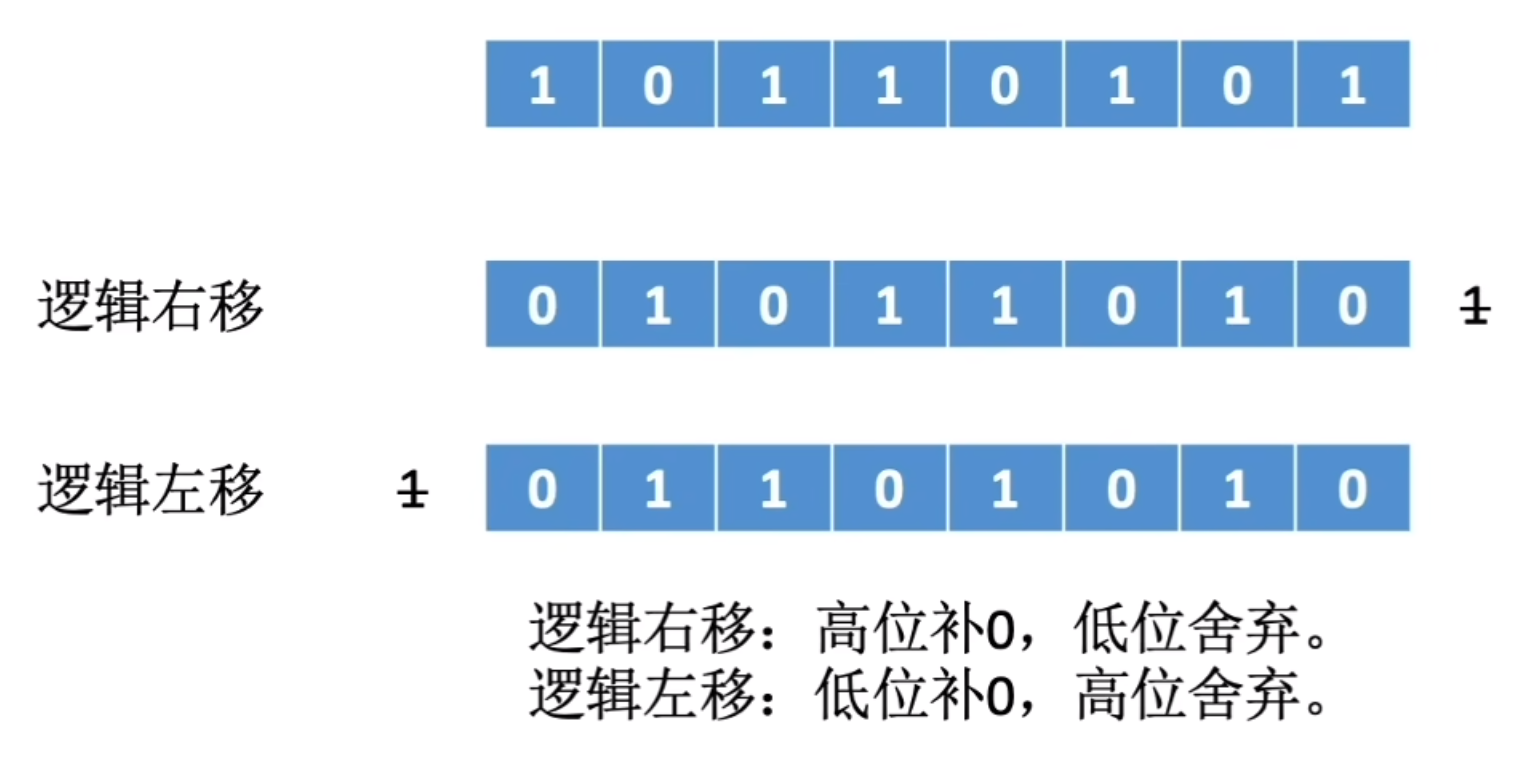 1 0 1 1 0 1 0 1
逻辑右移 0 1 0 1 1 0 1 0 1
逻辑左移 1 0 1 1 0 1 0 1 0
逻辑右移：高位补0，低位舍弃。
逻辑左移：低位补0，高位舍弃。